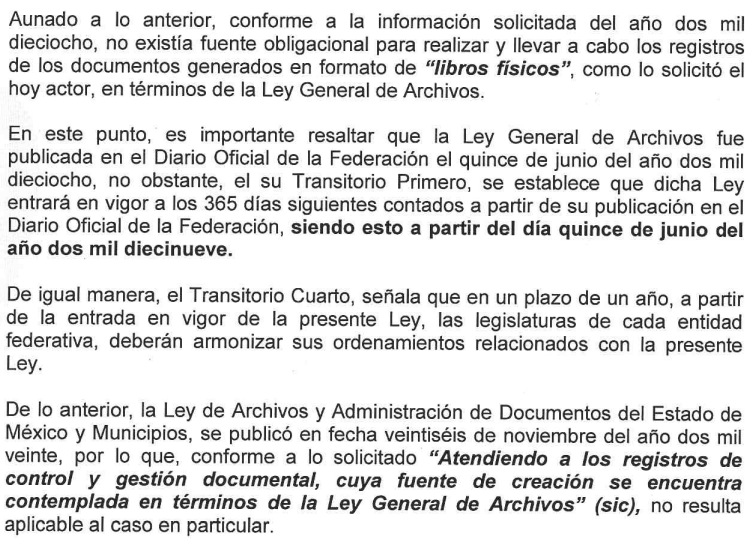 Aunado a lo anterior, conforme a la información solicitada del año dos mil
dieciocho, no existía fuente obligacional para realizar y llevar a cabo los registros
de los documentos generados en formato de "libros físicos", como lo solicitó el
hoy actor, en términos de la Ley General de Archivos.
En este punto, es importante resaltar que la Ley General de Archivos fue
publicada en el Diario Oficial de la Federación el quince de junio del año dos mil
dieciocho, no obstante, el su Transitorio Primero, se establece que dicha Ley
entrará en vigor a los 365 días siguientes contados a partir de su publicación en el
Diario Oficial de la Federación, siendo esto a partir del día quince de junio del
año dos mil diecinueve.
De igual manera, el Transitorio Cuarto, señala que en un plazo de un año, a partir
de la entrada en vigor de la presente Ley, las legislaturas de cada entidad
federativa, deberán armonizar sus ordenamientos relacionados con la presente
Ley.
De lo anterior, la Ley de Archivos y Administración de Documentos del Estado de
México y Municipios, se publicó en fecha veintiséis de noviembre del año dos mil
veinte, por lo que, conforme a lo solicitado "Atendiendo a los registros de
control y gestión documental, cuya fuente de creación se encuentra
contemplada en términos de la Ley General de Archivos" (sic), no resulta
aplicable al caso en particular.